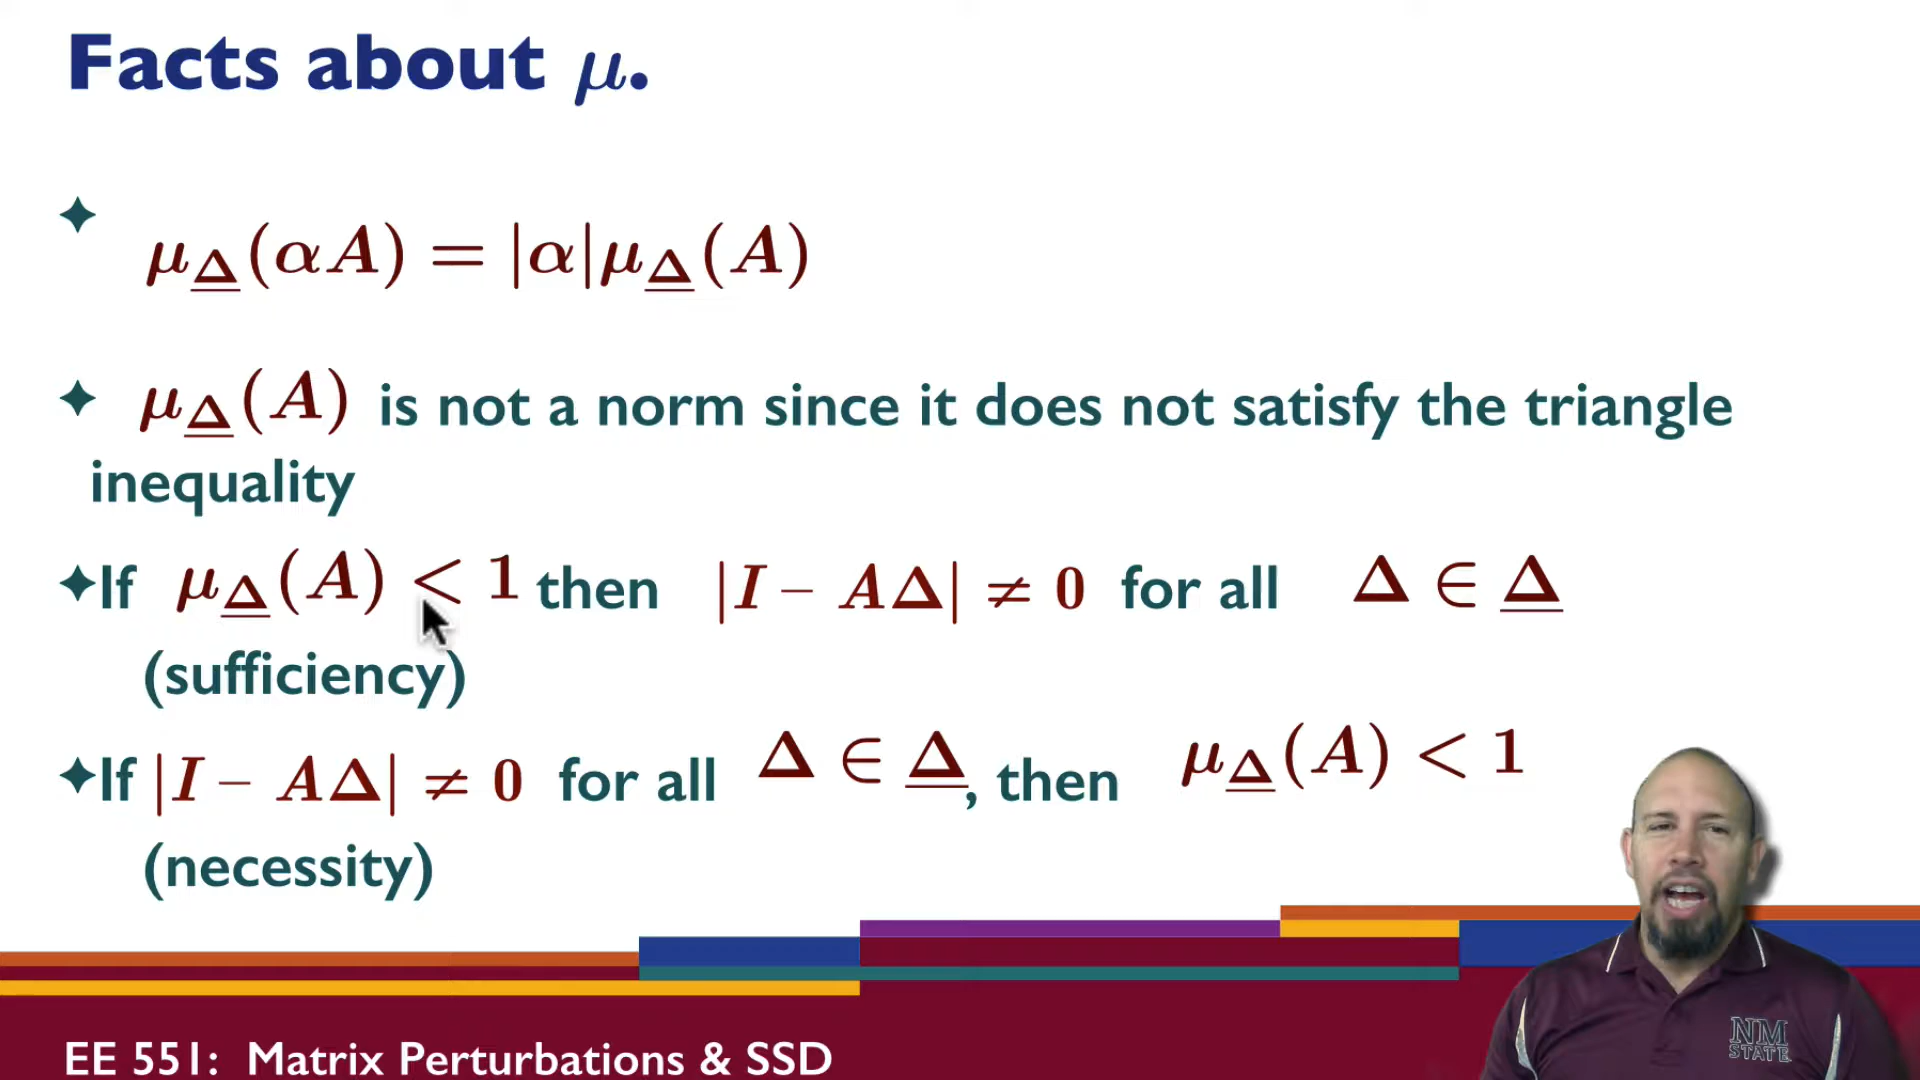 Facts about μ.
✦ μ_Δ̲(αA) = |α|μ_Δ̲(A)
✦ μ_Δ̲(A) is not a norm since it does not satisfy the triangle
inequality
✦If μ_Δ̲(A) < 1 then |I − AΔ| ≠ 0 for all Δ ∈ Δ̲
(sufficiency)
✦If |I − AΔ| ≠ 0 for all Δ ∈ Δ̲, then μ_Δ̲(A) < 1
(necessity)
NM
STATE
EE 551: Matrix Perturbations & SSD